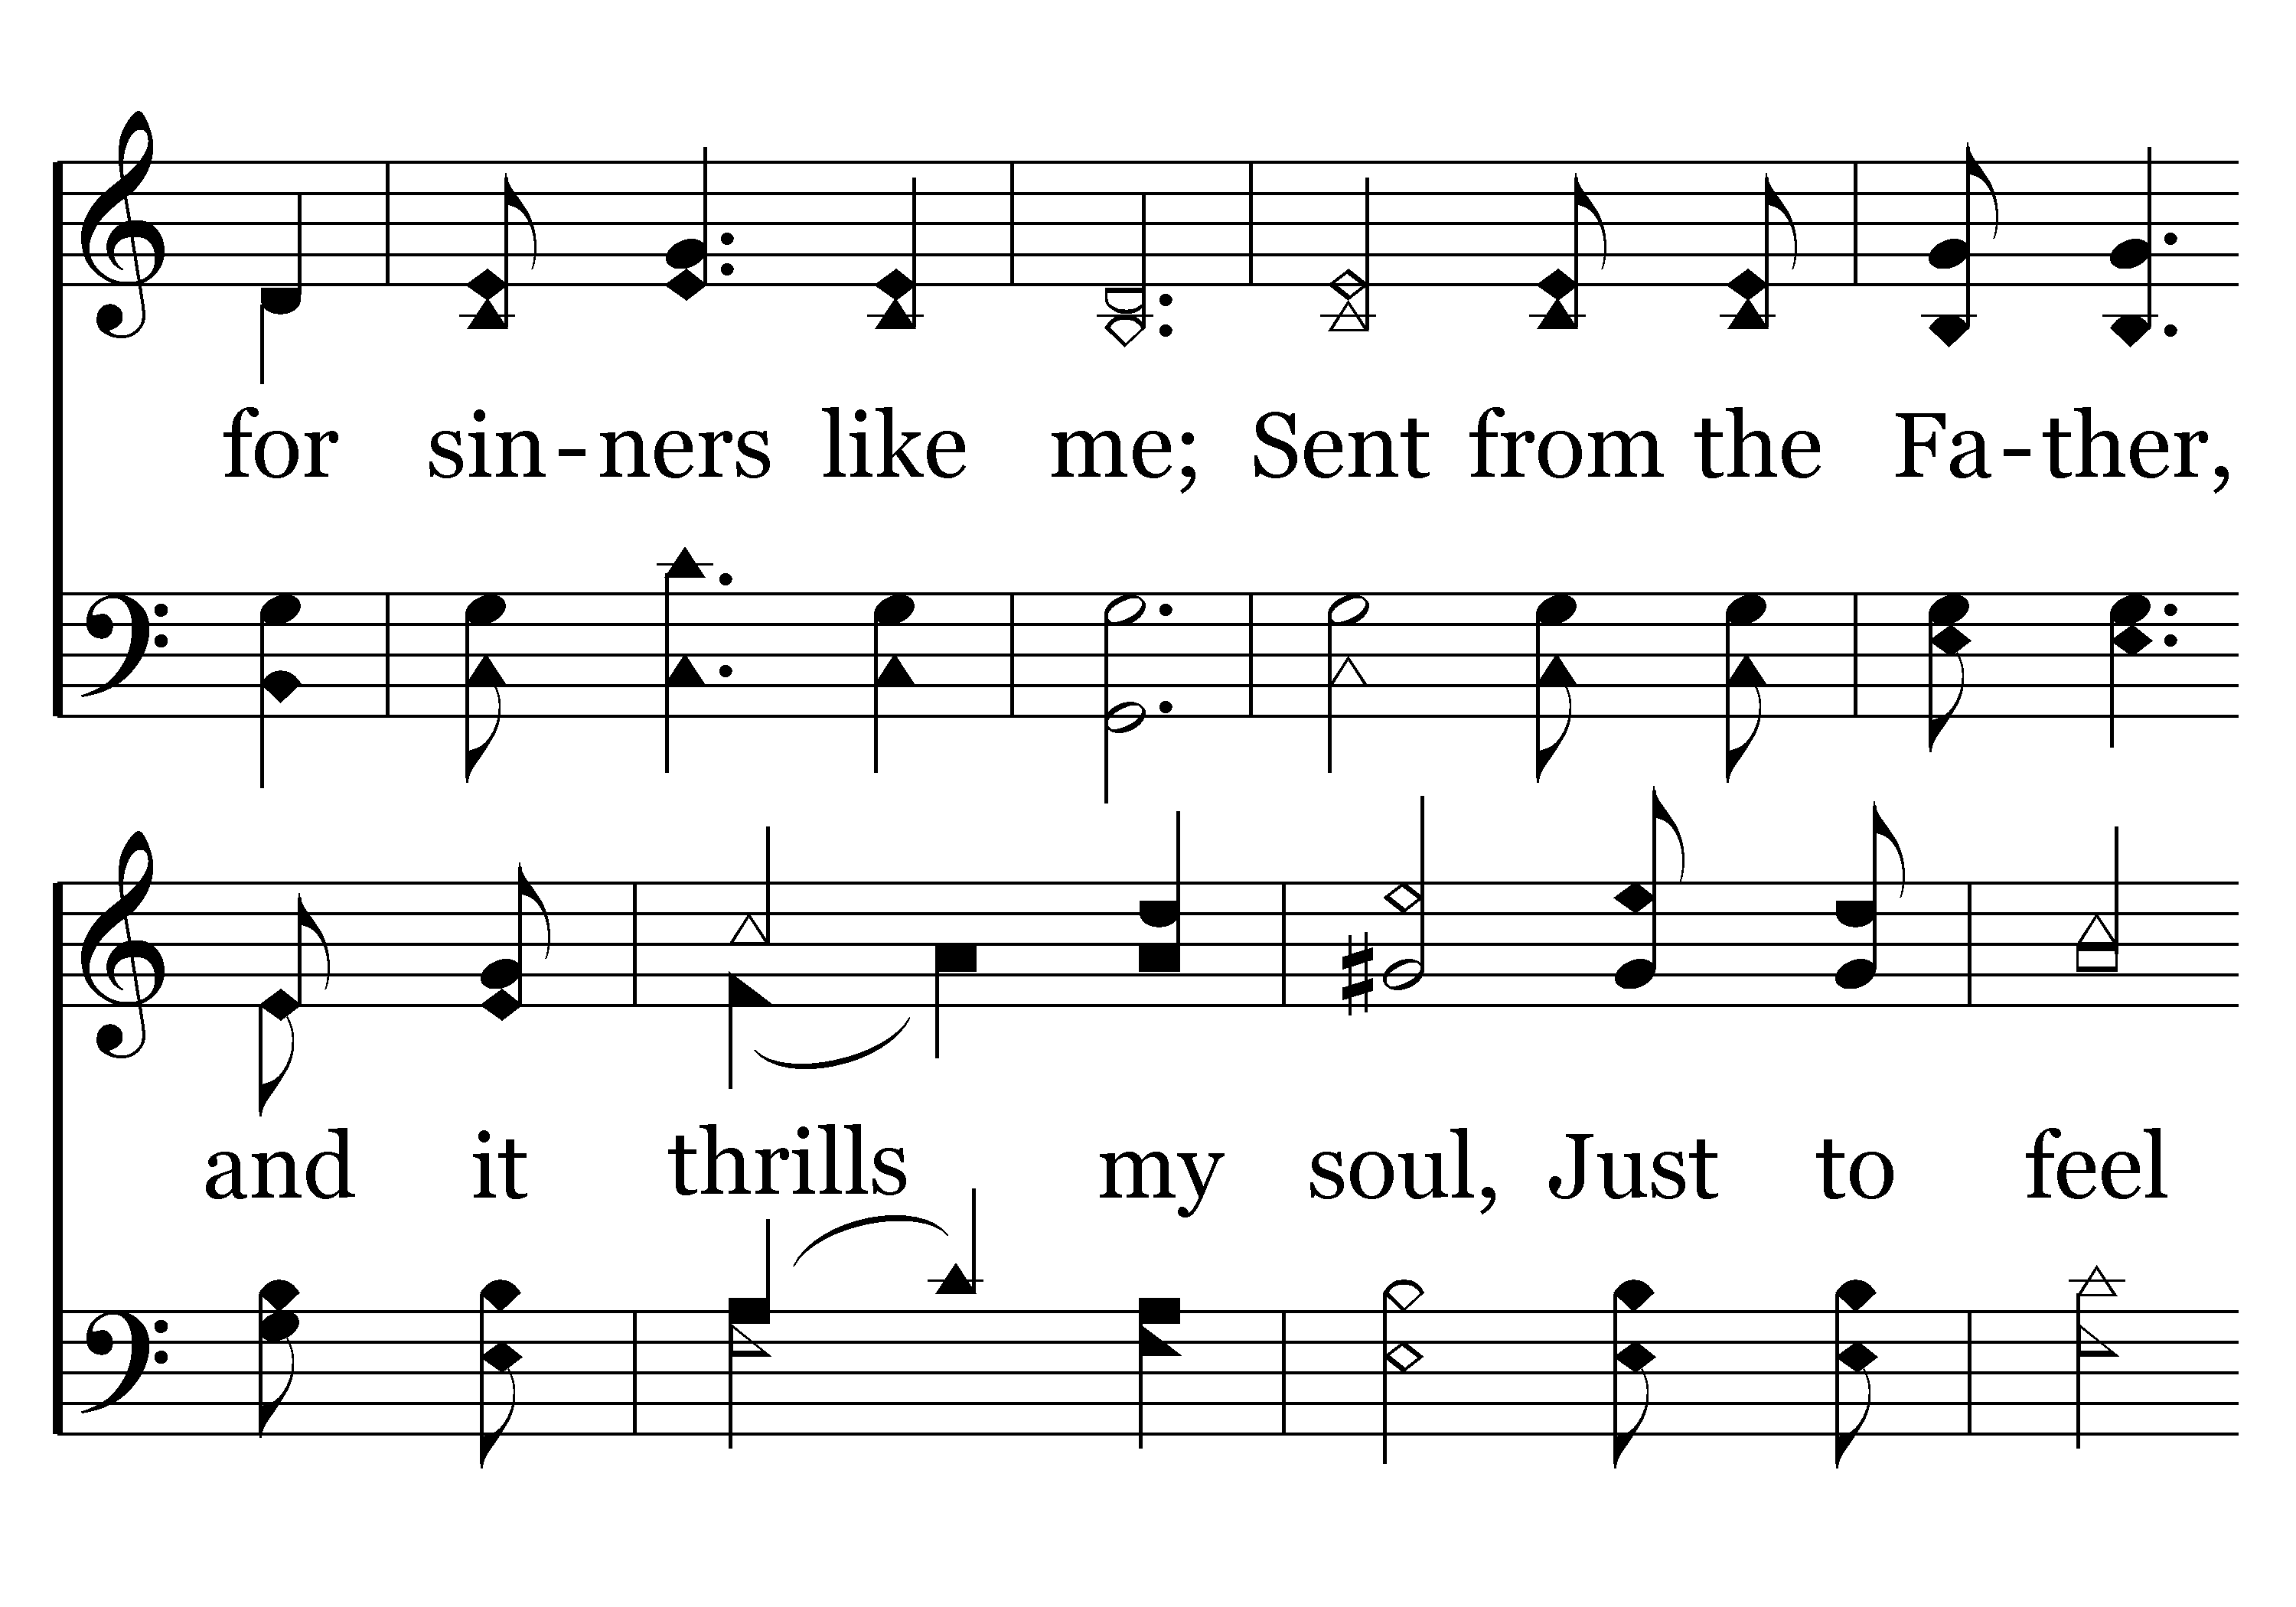 for sin-ners like me; Sent from the Fa-ther,
and it thrills my soul, Just to feel